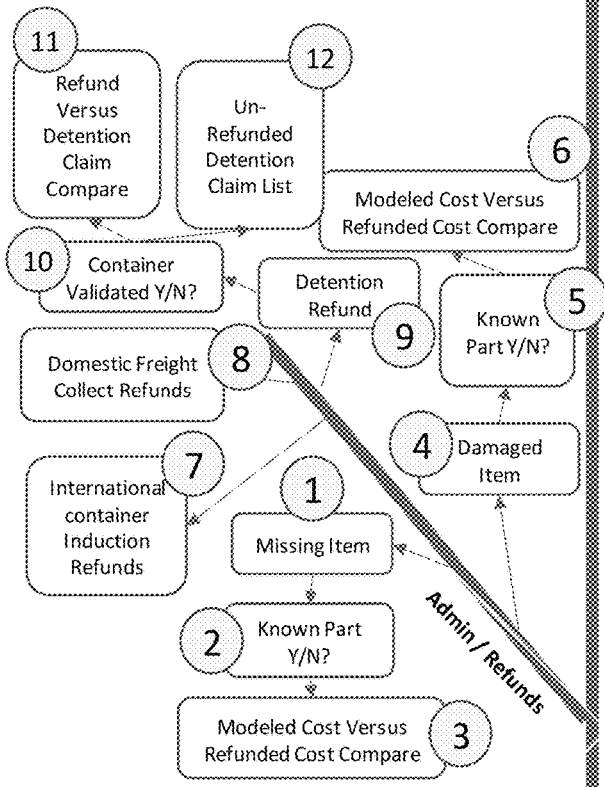 11
Refund
Versus
Detention
Claim
Compare
12
Un-
Refunded
Detention
Claim List
6
Modeled Cost Versus
Refunded Cost Compare
10
Container
Validated Y/N?
Detention
Refund
9
5
Known
Part Y/N?
8
Domestic Freight
Collect Refunds
4
Damaged
Item
7
International
container
Induction
Refunds
1
Missing Item
Admin / Refunds
2
Known Part
Y/N?
3
Modeled Cost Versus
Refunded Cost Compare